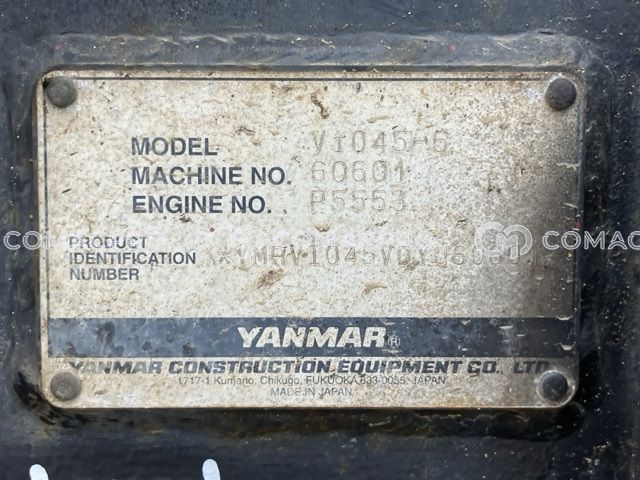 MODEL ViO45-6
MACHINE NO. 60601
ENGINE NO. P5553
PRODUCT
IDENTIFICATION
NUMBER
YANMAR®
YANMAR CONSTRUCTION EQUIPMENT CO., LTD.
1717-1 Kumano, Chikugo, FUKUOKA 833-0055, JAPAN
MADE IN JAPAN
COMAC